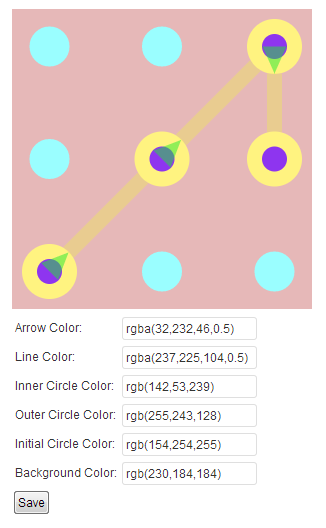 Arrow Color: rgba(32,232,46,0.5)
Line Color: rgba(237,225,104,0.5)
Inner Circle Color: rgb(142,53,239)
Outer Circle Color: rgb(255,243,128)
Initial Circle Color: rgb(154,254,255)
Background Color: rgb(230,184,184)
Save